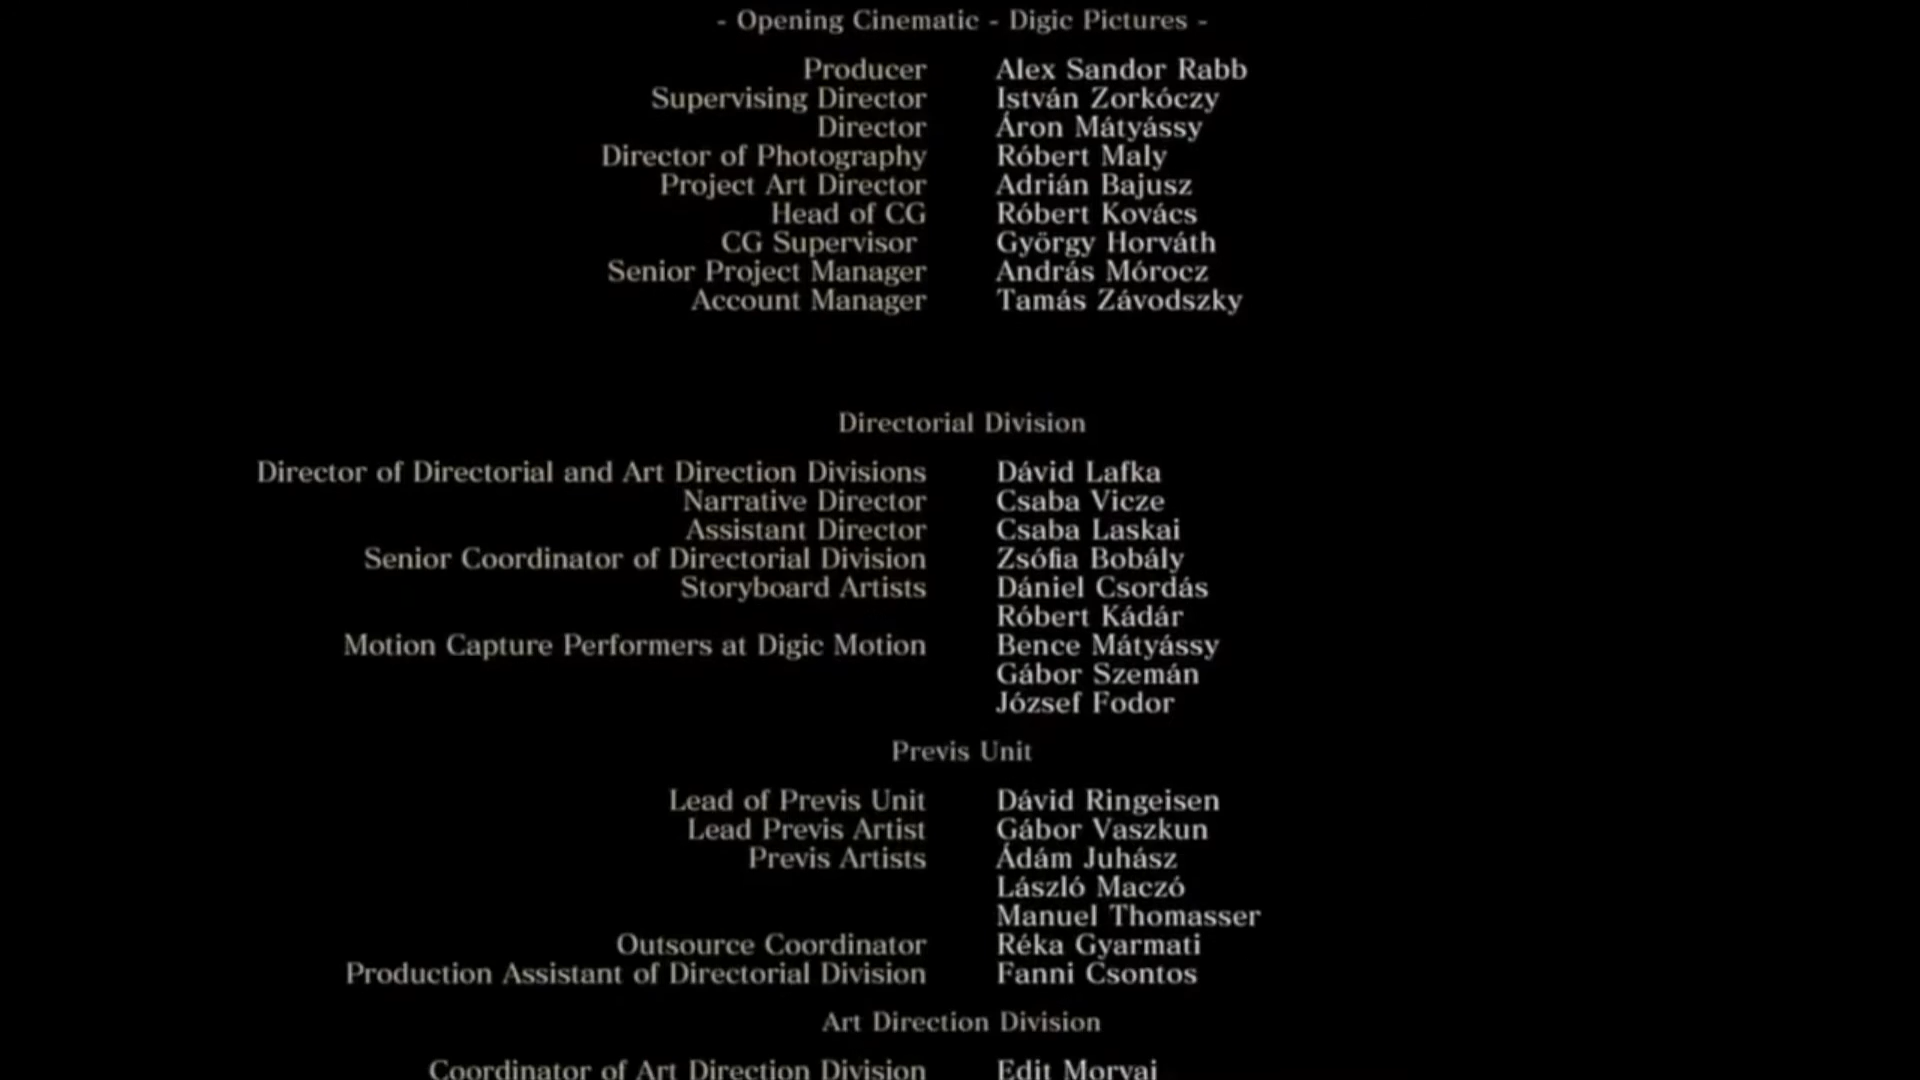 - Opening Cinematic - Digic Pictures -
Producer Alex Sandor Rabb
Supervising Director István Zorkóczy
Director Áron Mátyássy
Director of Photography Róbert Maly
Project Art Director Adrián Bajusz
Head of CG Róbert Kovács
CG Supervisor György Horváth
Senior Project Manager András Mórocz
Account Manager Tamás Závodszky
Directorial Division
Director of Directorial and Art Direction Divisions Dávid Lafka
Narrative Director Csaba Vicze
Assistant Director Csaba Laskai
Senior Coordinator of Directorial Division Zsófia Bobály
Storyboard Artists Dániel Csordás
Róbert Kádár
Motion Capture Performers at Digic Motion Bence Mátyássy
Gábor Szemán
József Fodor
Previs Unit
Lead of Previs Unit Dávid Ringeisen
Lead Previs Artist Gábor Vaszkun
Previs Artists Ádám Juhász
László Maczó
Manuel Thomasser
Outsource Coordinator Réka Gyarmati
Production Assistant of Directorial Division Fanni Csontos
Art Direction Division
Coordinator of Art Direction Division Edit Morvai